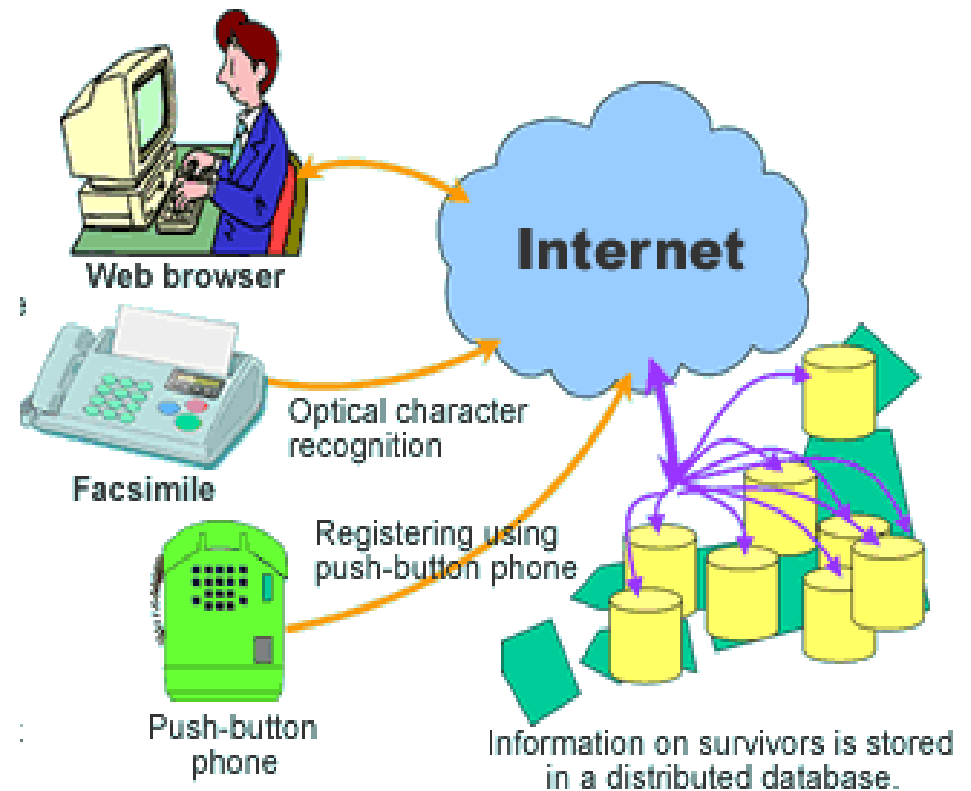 Internet
Web browser
Optical character
recognition
Facsimile
Registering using
push-button phone
Push-button
phone
Information on survivors is stored
in a distributed database.